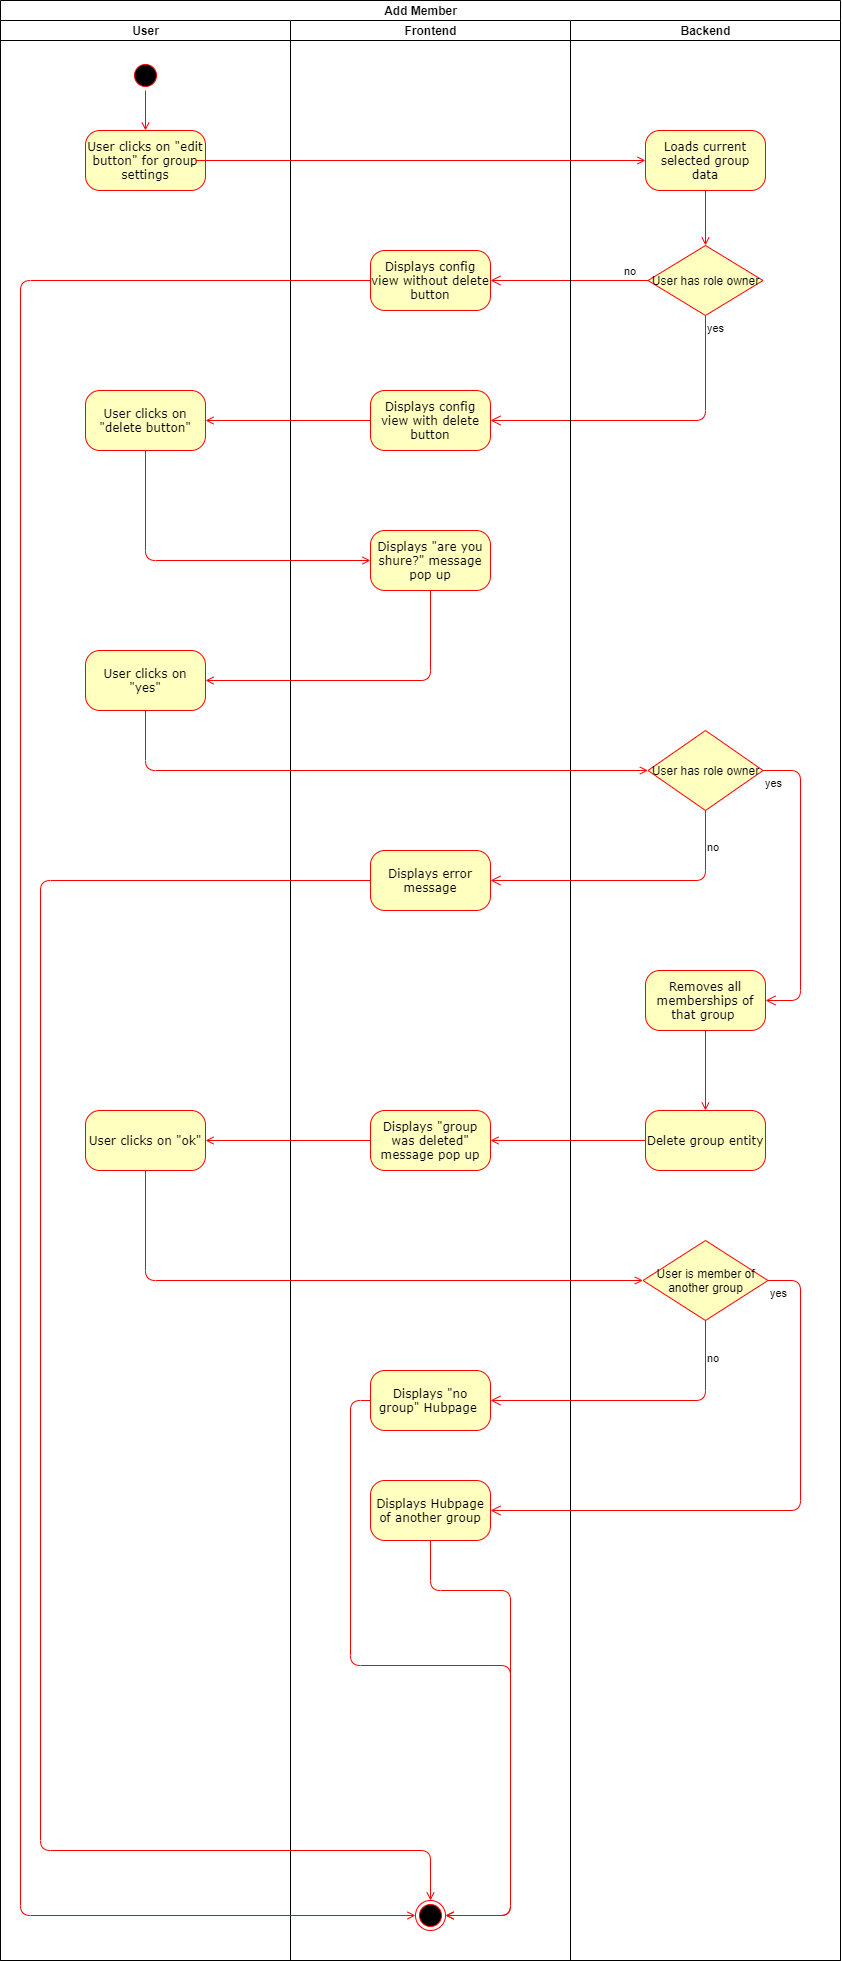 Add Member
User
Frontend
Backend
User clicks on "edit
button" for group
settings
Loads current
selected group
data
Displays config
view without delete
button
no
User has role owner
yes
User clicks on
"delete button"
Displays config
view with delete
button
Displays "are you
shure?" message
pop up
User clicks on
"yes"
User has role owner
yes
no
Displays error
message
Removes all
memberships of
that group
User clicks on "ok"
Displays "group
was deleted"
message pop up
Delete group entity
User is member of
another group
yes
no
Displays "no
group" Hubpage
Displays Hubpage
of another group